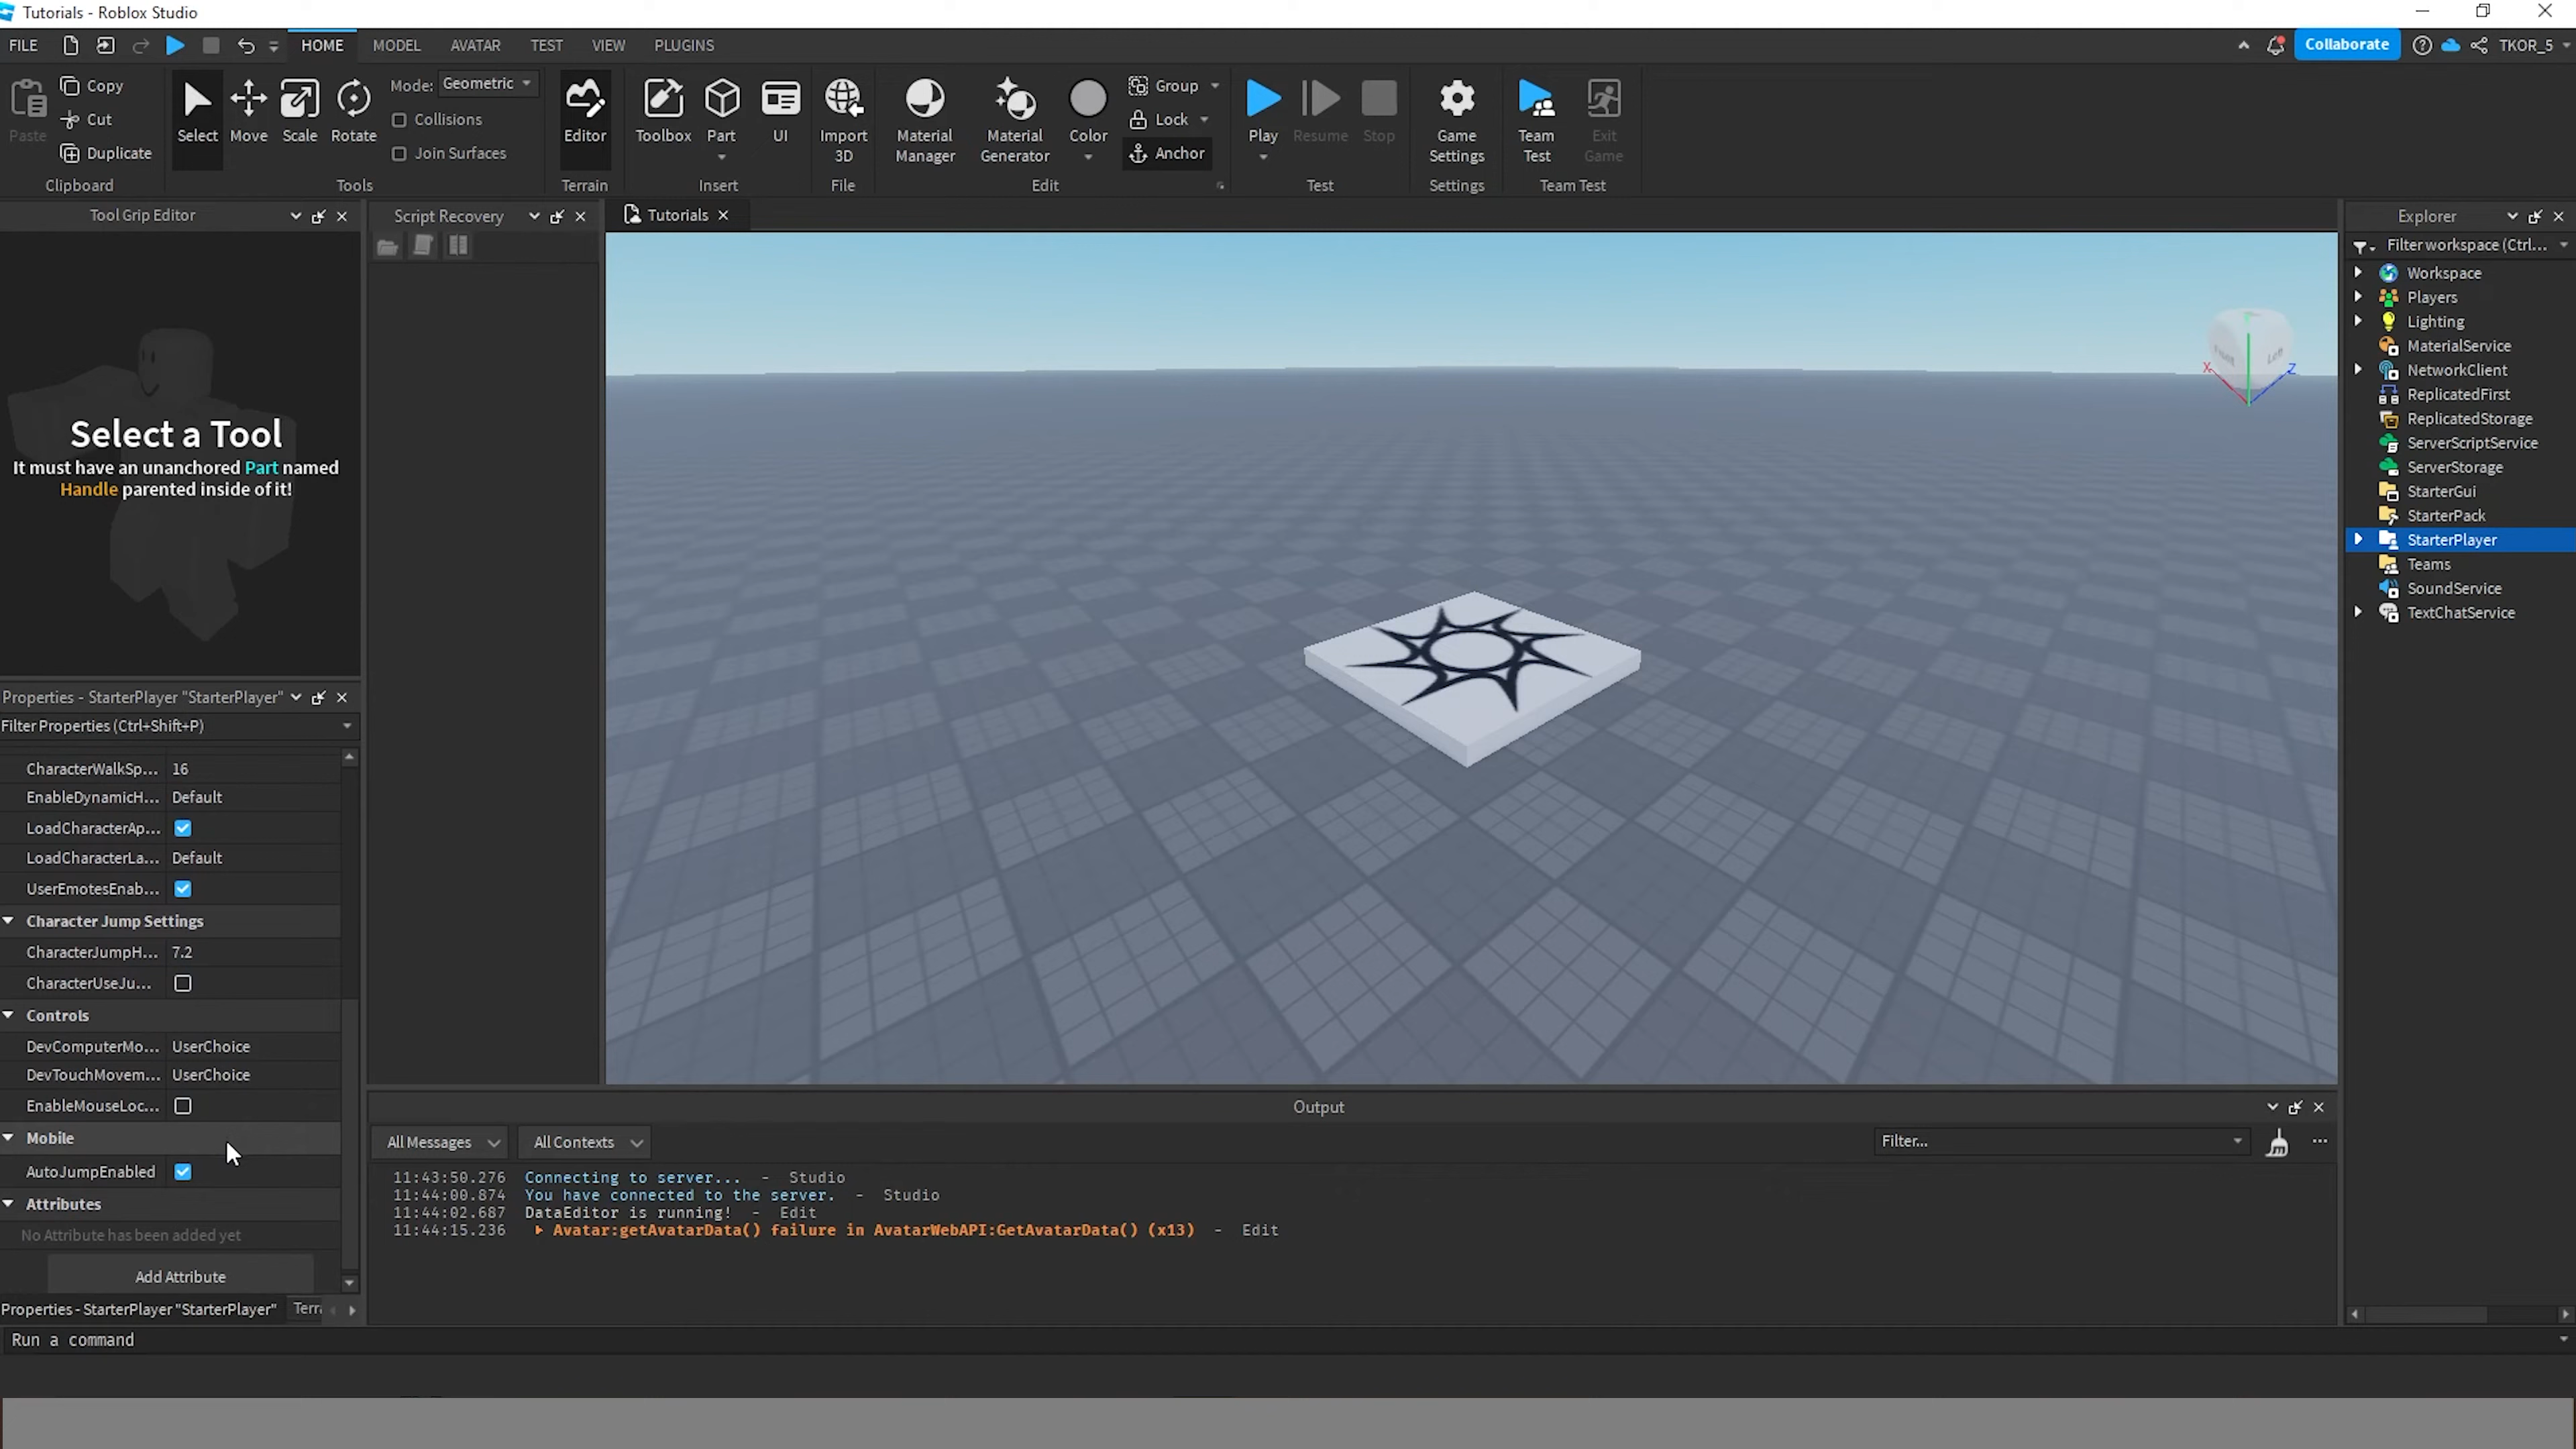 Tutorials - Roblox Studio
FILE HOME MODEL AVATAR TEST VIEW PLUGINS Collaborate TKOR_5
Paste
Copy
Cut
Duplicate
Clipboard
Select Move Scale Rotate
Mode: Geometric
Collisions
Join Surfaces
Tools
Editor
Terrain
Toolbox Part UI
Insert
Import 3D
File
Material Manager
Material Generator
Color
Group
Lock
Anchor
Edit
Play Resume Stop
Test
Game Settings
Settings
Team Test
Exit Game
Team Test
Tool Grip Editor
Select a Tool
It must have an unanchored Part named
Handle parented inside of it!
Script Recovery
Tutorials
X
Z
Explorer
Filter workspace (Ctrl...
Workspace
Players
Lighting
MaterialService
NetworkClient
ReplicatedFirst
ReplicatedStorage
ServerScriptService
ServerStorage
StarterGui
StarterPack
StarterPlayer
Teams
SoundService
TextChatService
Properties - StarterPlayer "StarterPlayer"
Filter Properties (Ctrl+Shift+P)
CharacterWalkSp... 16
EnableDynamicH... Default
LoadCharacterAp...
LoadCharacterLa... Default
UserEmotesEnab...
Character Jump Settings
CharacterJumpH... 7.2
CharacterUseJu...
Controls
DevComputerMo... UserChoice
DevTouchMovem... UserChoice
EnableMouseLoc...
Mobile
AutoJumpEnabled
Attributes
No Attribute has been added yet
Add Attribute
Properties - StarterPlayer "StarterPlayer" Terra
Output
All Messages All Contexts Filter... ...
11:43:50.276 Connecting to server... - Studio
11:44:00.874 You have connected to the server. - Studio
11:44:02.687 DataEditor is running! - Edit
11:44:15.236 Avatar:getAvatarData() failure in AvatarWebAPI:GetAvatarData() (x13) - Edit
Run a command